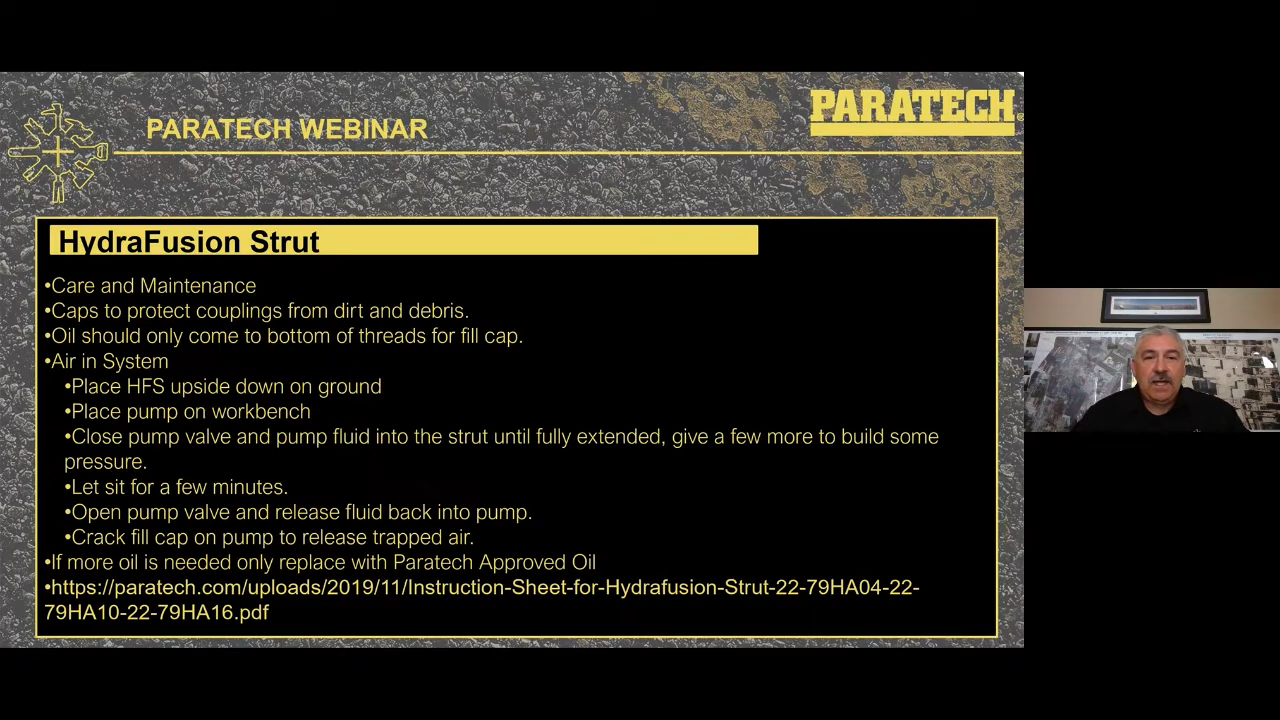 PARATECH WEBINAR
PARATECH
HydraFusion Strut
•Care and Maintenance
•Caps to protect couplings from dirt and debris.
•Oil should only come to bottom of threads for fill cap.
•Air in System
•Place HFS upside down on ground
•Place pump on workbench
•Close pump valve and pump fluid into the strut until fully extended, give a few more to build some
pressure.
•Let sit for a few minutes.
•Open pump valve and release fluid back into pump.
•Crack fill cap on pump to release trapped air.
•If more oil is needed only replace with Paratech Approved Oil
•https://paratech.com/uploads/2019/11/Instruction-Sheet-for-Hydrafusion-Strut-22-79HA04-22-
79HA10-22-79HA16.pdf